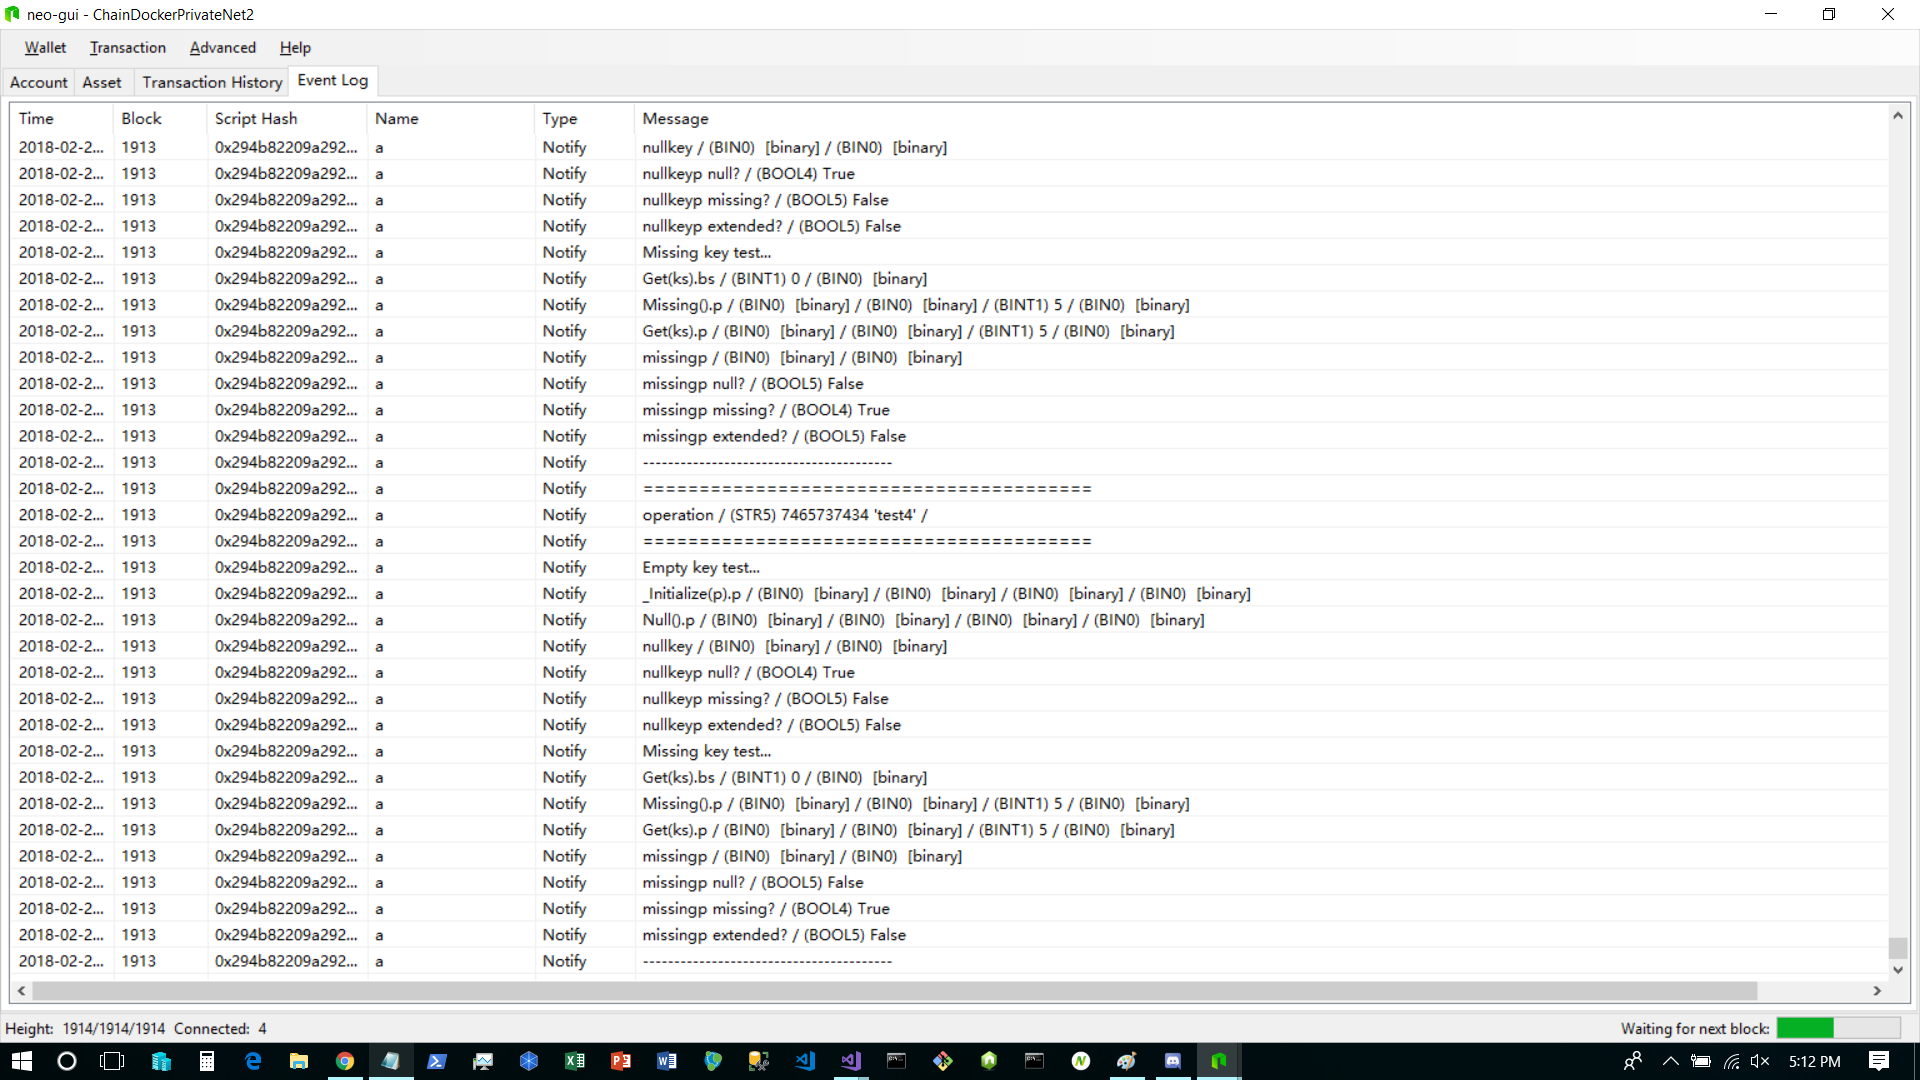 neo-gui - ChainDockerPrivateNet2
Wallet Transaction Advanced Help
Account Asset Transaction History Event Log
Time Block Script Hash Name Type Message
2018-02-2... 1913 0x294b82209a292... a Notify nullkey / (BIN0) [binary] / (BIN0) [binary]
2018-02-2... 1913 0x294b82209a292... a Notify nullkeyp null? / (BOOL4) True
2018-02-2... 1913 0x294b82209a292... a Notify nullkeyp missing? / (BOOL5) False
2018-02-2... 1913 0x294b82209a292... a Notify nullkeyp extended? / (BOOL5) False
2018-02-2... 1913 0x294b82209a292... a Notify Missing key test...
2018-02-2... 1913 0x294b82209a292... a Notify Get(ks).bs / (BINT1) 0 / (BIN0) [binary]
2018-02-2... 1913 0x294b82209a292... a Notify Missing().p / (BIN0) [binary] / (BIN0) [binary] / (BINT1) 5 / (BIN0) [binary]
2018-02-2... 1913 0x294b82209a292... a Notify Get(ks).p / (BIN0) [binary] / (BIN0) [binary] / (BINT1) 5 / (BIN0) [binary]
2018-02-2... 1913 0x294b82209a292... a Notify missingp / (BIN0) [binary] / (BIN0) [binary]
2018-02-2... 1913 0x294b82209a292... a Notify missingp null? / (BOOL5) False
2018-02-2... 1913 0x294b82209a292... a Notify missingp missing? / (BOOL4) True
2018-02-2... 1913 0x294b82209a292... a Notify missingp extended? / (BOOL5) False
2018-02-2... 1913 0x294b82209a292... a Notify ----------------------------------------
2018-02-2... 1913 0x294b82209a292... a Notify ========================================
2018-02-2... 1913 0x294b82209a292... a Notify operation / (STR5) 7465737434 'test4' /
2018-02-2... 1913 0x294b82209a292... a Notify ========================================
2018-02-2... 1913 0x294b82209a292... a Notify Empty key test...
2018-02-2... 1913 0x294b82209a292... a Notify _Initialize(p).p / (BIN0) [binary] / (BIN0) [binary] / (BIN0) [binary] / (BIN0) [binary]
2018-02-2... 1913 0x294b82209a292... a Notify Null().p / (BIN0) [binary] / (BIN0) [binary] / (BIN0) [binary] / (BIN0) [binary]
2018-02-2... 1913 0x294b82209a292... a Notify nullkey / (BIN0) [binary] / (BIN0) [binary]
2018-02-2... 1913 0x294b82209a292... a Notify nullkeyp null? / (BOOL4) True
2018-02-2... 1913 0x294b82209a292... a Notify nullkeyp missing? / (BOOL5) False
2018-02-2... 1913 0x294b82209a292... a Notify nullkeyp extended? / (BOOL5) False
2018-02-2... 1913 0x294b82209a292... a Notify Missing key test...
2018-02-2... 1913 0x294b82209a292... a Notify Get(ks).bs / (BINT1) 0 / (BIN0) [binary]
2018-02-2... 1913 0x294b82209a292... a Notify Missing().p / (BIN0) [binary] / (BIN0) [binary] / (BINT1) 5 / (BIN0) [binary]
2018-02-2... 1913 0x294b82209a292... a Notify Get(ks).p / (BIN0) [binary] / (BIN0) [binary] / (BINT1) 5 / (BIN0) [binary]
2018-02-2... 1913 0x294b82209a292... a Notify missingp / (BIN0) [binary] / (BIN0) [binary]
2018-02-2... 1913 0x294b82209a292... a Notify missingp null? / (BOOL5) False
2018-02-2... 1913 0x294b82209a292... a Notify missingp missing? / (BOOL4) True
2018-02-2... 1913 0x294b82209a292... a Notify missingp extended? / (BOOL5) False
2018-02-2... 1913 0x294b82209a292... a Notify ----------------------------------------
Height: 1914/1914/1914 Connected: 4 Waiting for next block:
5:12 PM